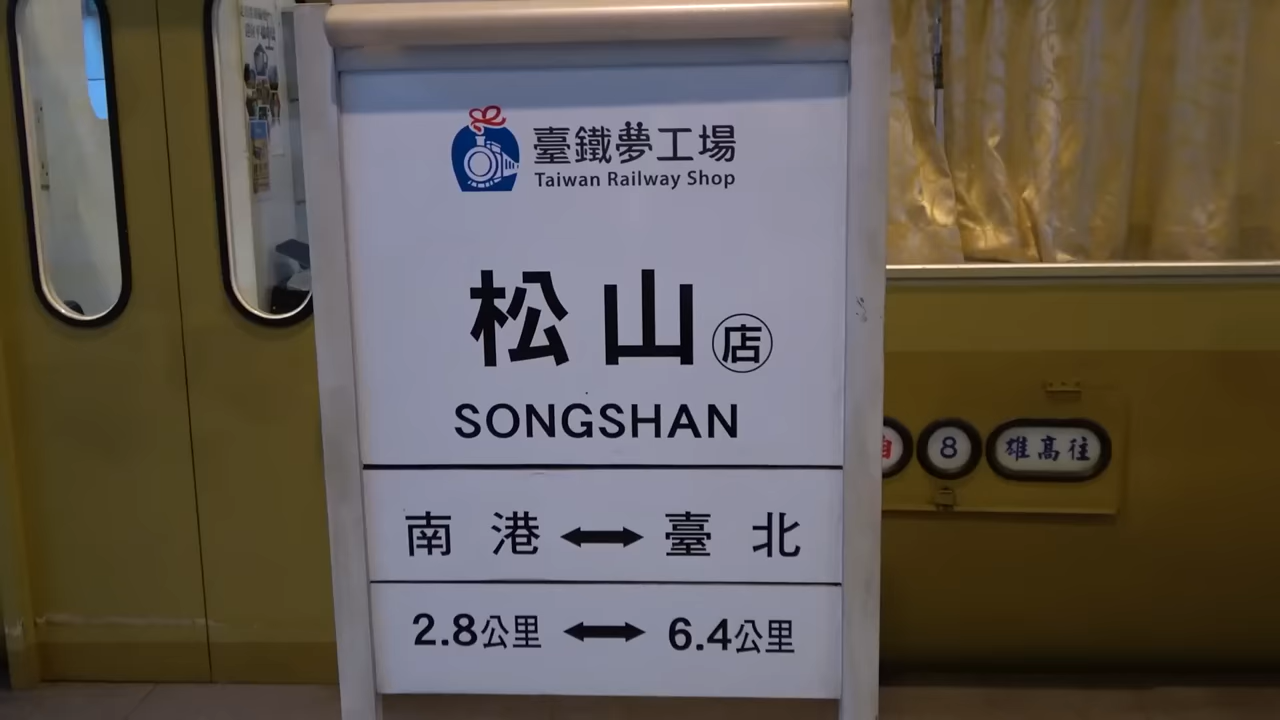 臺鐵夢工場
Taiwan Railway Shop
松山店
SONGSHAN
南港 ↔ 臺北
2.8公里 ↔ 6.4公里
8
雄高往